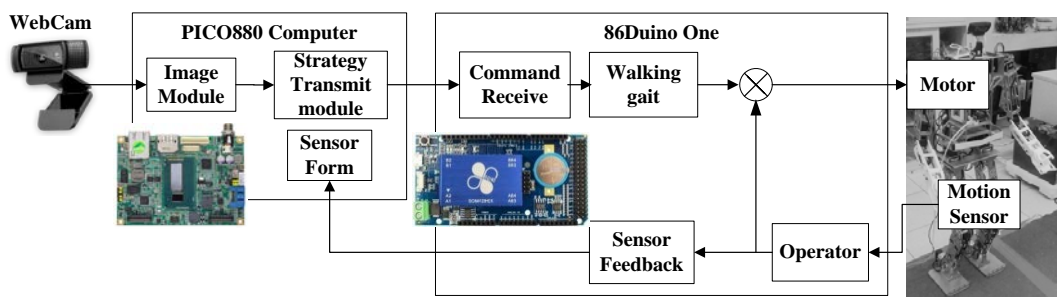 WebCam
PICO880 Computer
86Duino One
Image
Module
Strategy
Transmit
module
Command
Receive
Walking
gait
Motor
Sensor
Form
Motion
Sensor
Sensor
Feedback
Operator